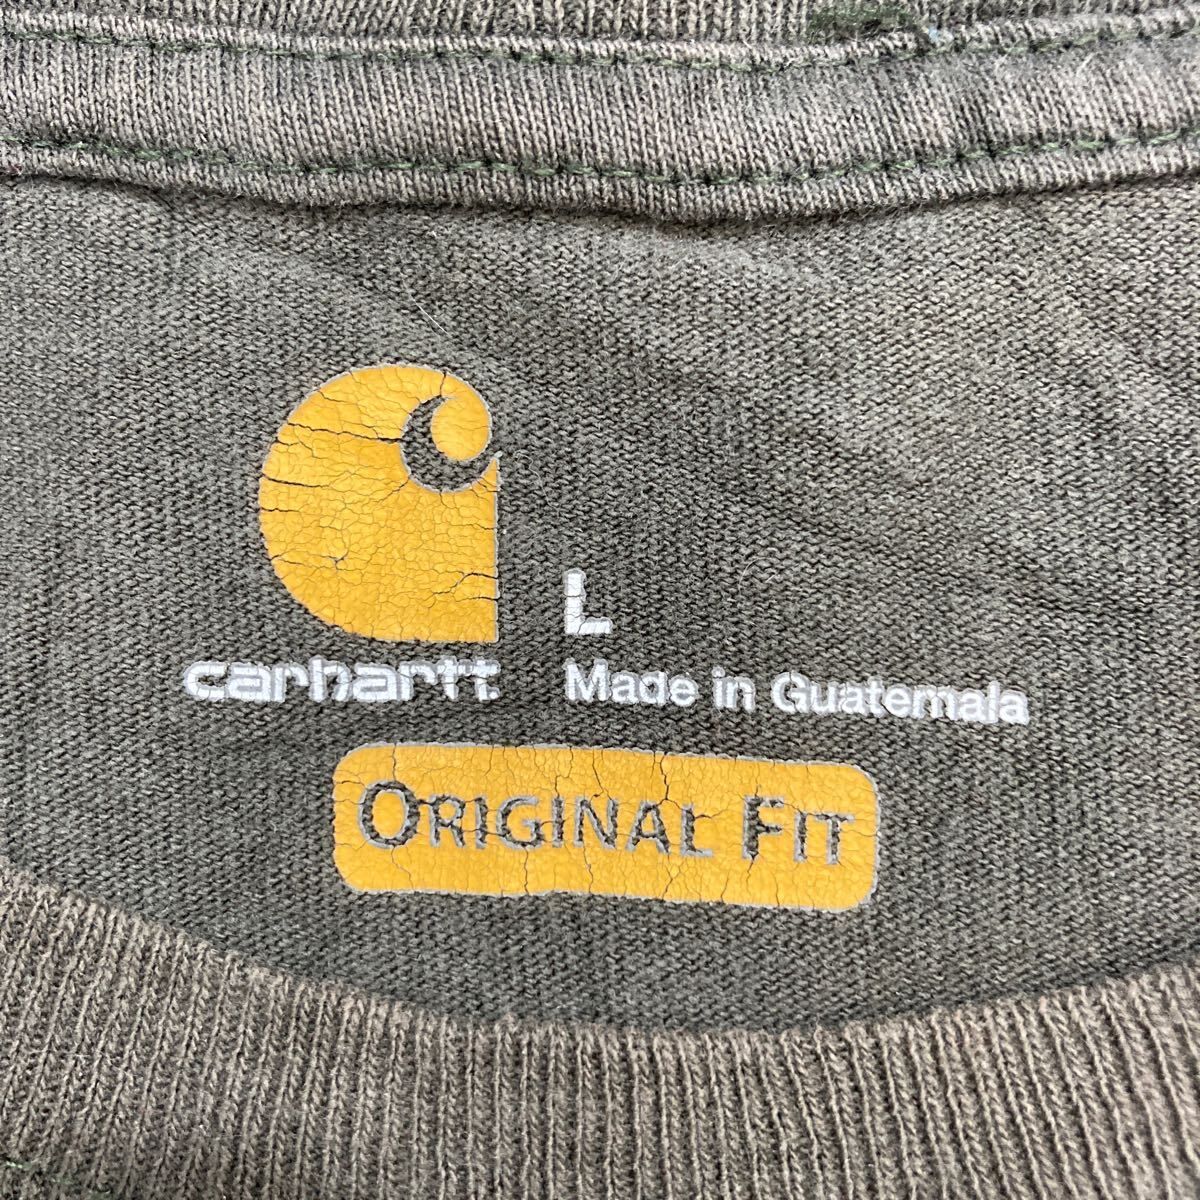 L
carhartt Made in Guatemala
ORIGINAL FIT